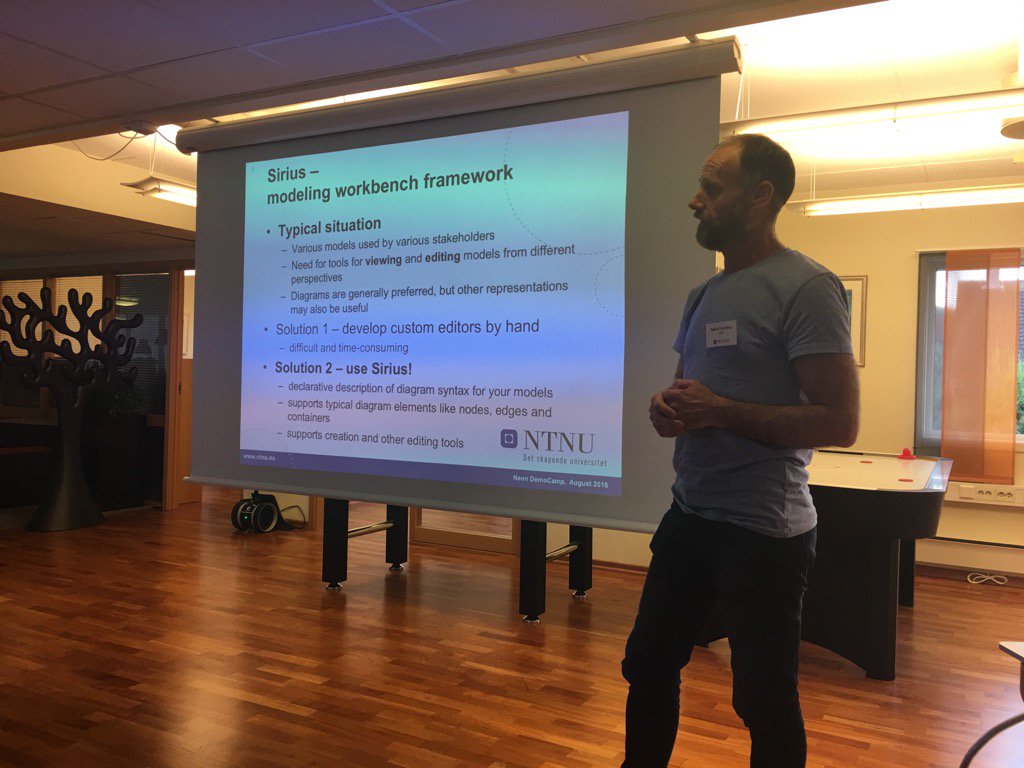 Sirius –
modeling workbench framework
• Typical situation
– Various models used by various stakeholders
– Need for tools for viewing and editing models from different
perspectives
– Diagrams are generally preferred, but other representations
may also be useful
• Solution 1 – develop custom editors by hand
– difficult and time-consuming
• Solution 2 – use Sirius!
– declarative description of diagram syntax for your models
– supports typical diagram elements like nodes, edges and
containers
– supports creation and other editing tools
NTNU
Det skapende universitet
www.ntnu.no
Neon DemoCamp, August 2016